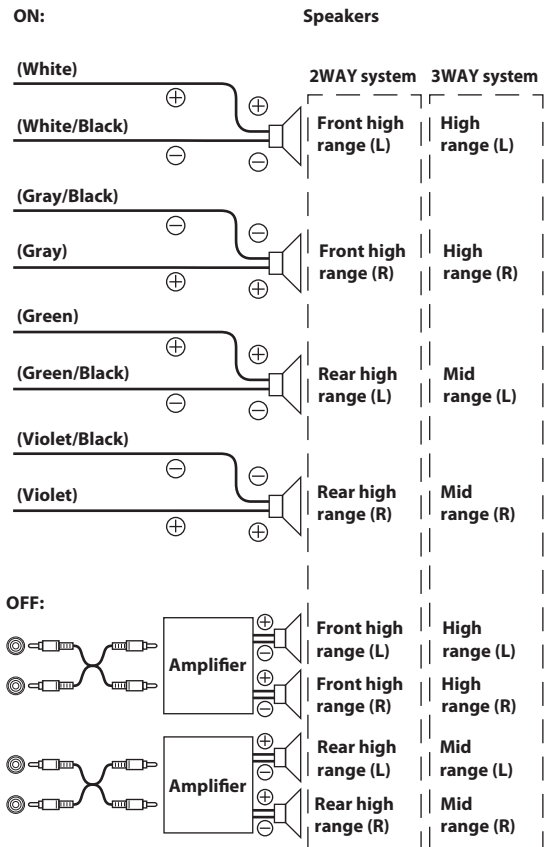 ON:
Speakers
2WAY system
3WAY system
(White)
(White/Black)
Front high
range (L)
High
range (L)
(Gray/Black)
(Gray)
Front high
range (R)
High
range (R)
(Green)
(Green/Black)
Rear high
range (L)
Mid
range (L)
(Violet/Black)
(Violet)
Rear high
range (R)
Mid
range (R)
OFF:
Amplifier
Front high
range (L)
High
range (L)
Front high
range (R)
High
range (R)
Amplifier
Rear high
range (L)
Mid
range (L)
Rear high
range (R)
Mid
range (R)